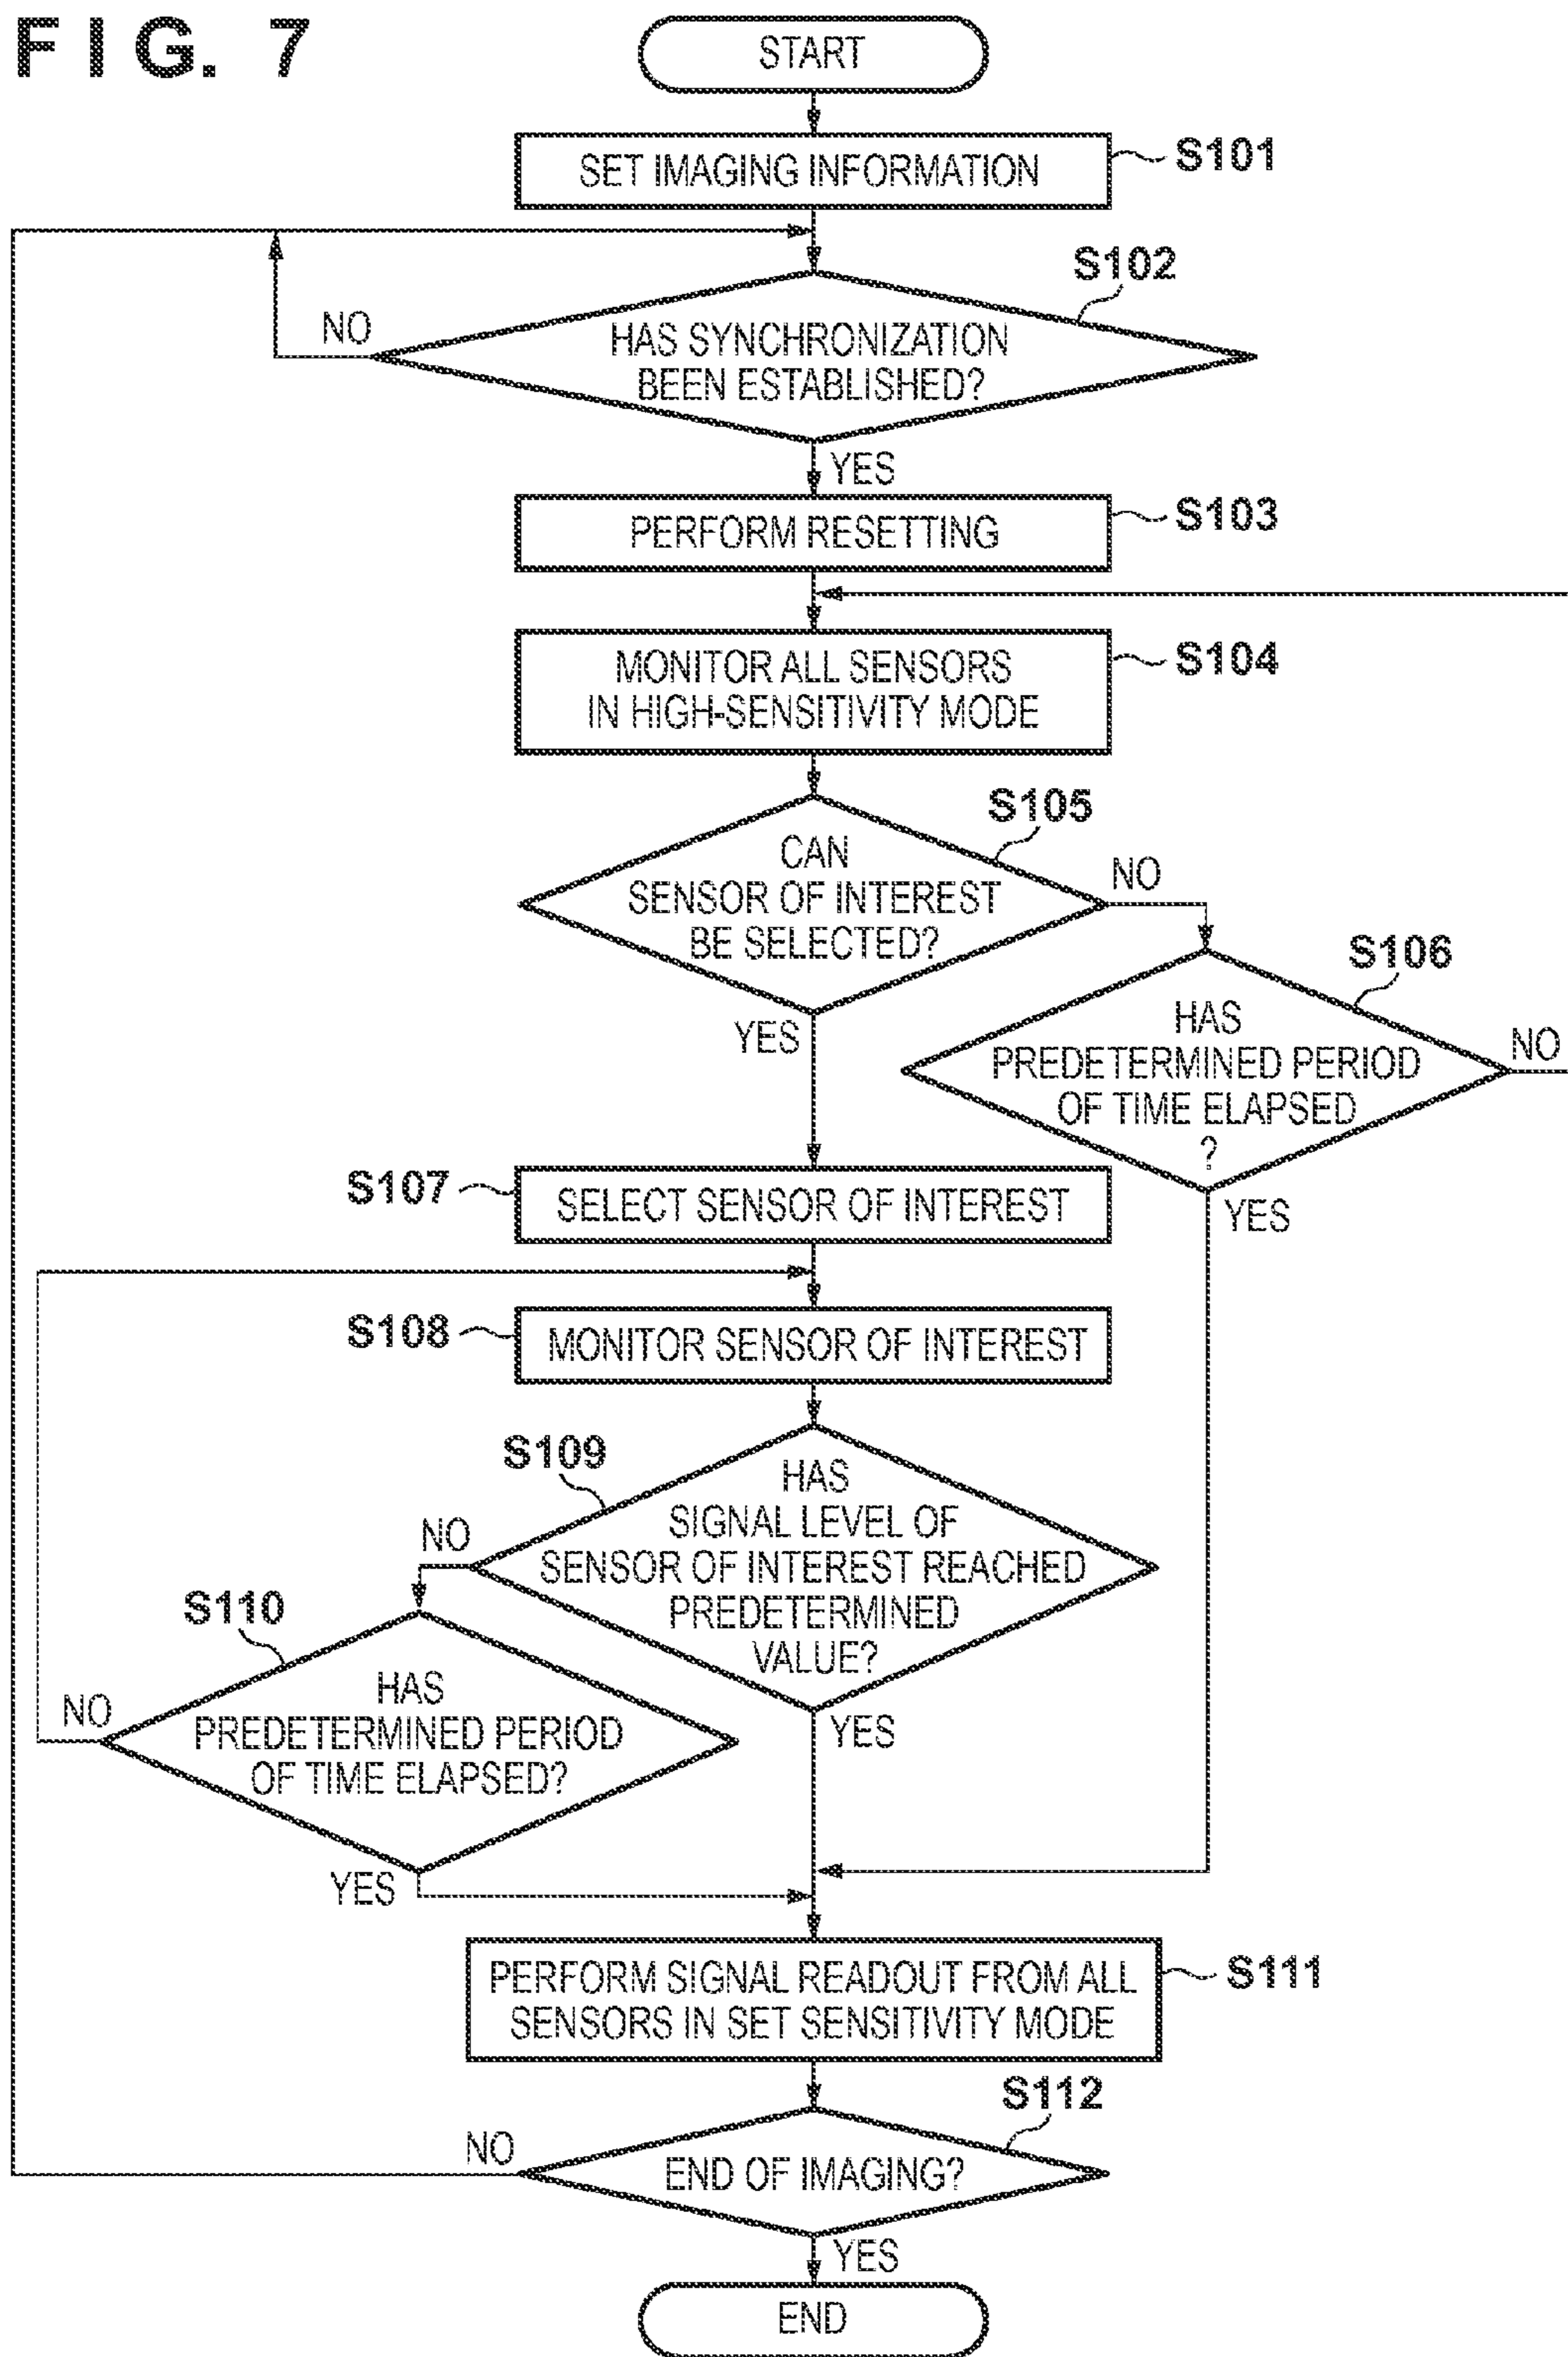 FIG. 7
START
SET IMAGING INFORMATION
S101
S102
HAS SYNCHRONIZATION
BEEN ESTABLISHED?
NO
YES
PERFORM RESETTING
S103
MONITOR ALL SENSORS
IN HIGH-SENSITIVITY MODE
S104
S105
CAN
SENSOR OF INTEREST
BE SELECTED?
NO
YES
S106
HAS
PREDETERMINED PERIOD
OF TIME ELAPSED
?
NO
YES
S107
SELECT SENSOR OF INTEREST
S108
MONITOR SENSOR OF INTEREST
S109
HAS
SIGNAL LEVEL OF
SENSOR OF INTEREST REACHED
PREDETERMINED
VALUE?
NO
YES
S110
HAS
PREDETERMINED PERIOD
OF TIME ELAPSED?
NO
YES
PERFORM SIGNAL READOUT FROM ALL
SENSORS IN SET SENSITIVITY MODE
S111
S112
END OF IMAGING?
NO
YES
END